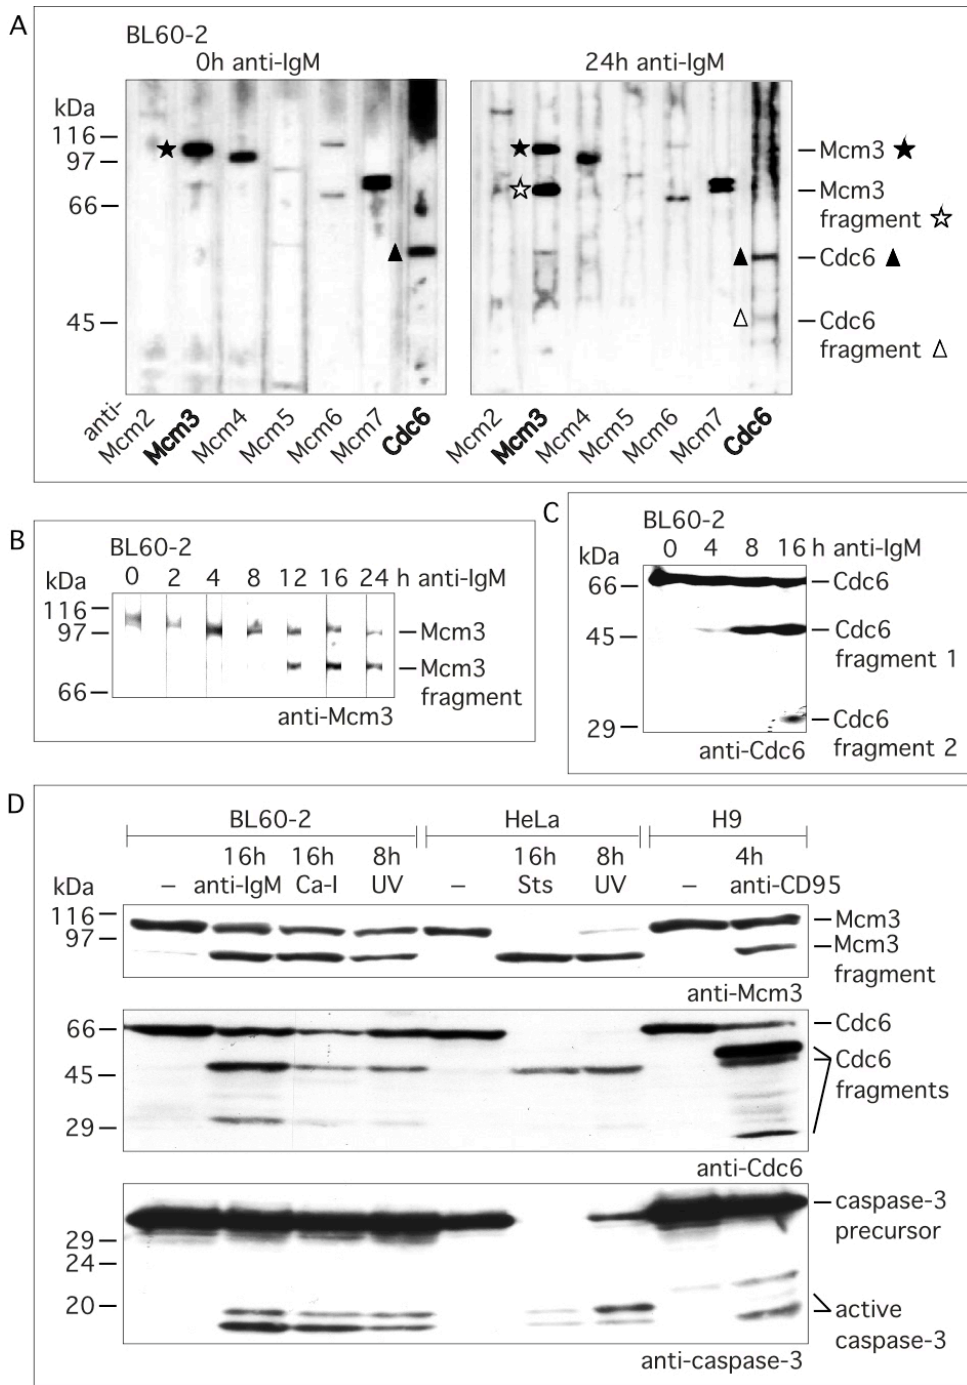 A
BL60-2
0h anti-IgM
24h anti-IgM
kDa
116
97
66
45
Mcm3
Mcm3
fragment
Cdc6
Cdc6
fragment
anti-
Mcm2
Mcm3
Mcm4
Mcm5
Mcm6
Mcm7
Cdc6
Mcm2
Mcm3
Mcm4
Mcm5
Mcm6
Mcm7
Cdc6
B
BL60-2
kDa
0 2 4 8 12 16 24 h anti-IgM
116
97
66
Mcm3
Mcm3
fragment
anti-Mcm3
C
BL60-2
0 4 8 16 h anti-IgM
kDa
66
45
29
Cdc6
Cdc6
fragment 1
Cdc6
fragment 2
anti-Cdc6
D
BL60-2 HeLa H9
16h 16h 8h 16h 8h 4h
kDa – anti-IgM Ca-I UV – Sts UV – anti-CD95
116
97
Mcm3
Mcm3
fragment
anti-Mcm3
66
45
29
Cdc6
Cdc6
fragments
anti-Cdc6
29
24
20
caspase-3
precursor
active
caspase-3
anti-caspase-3